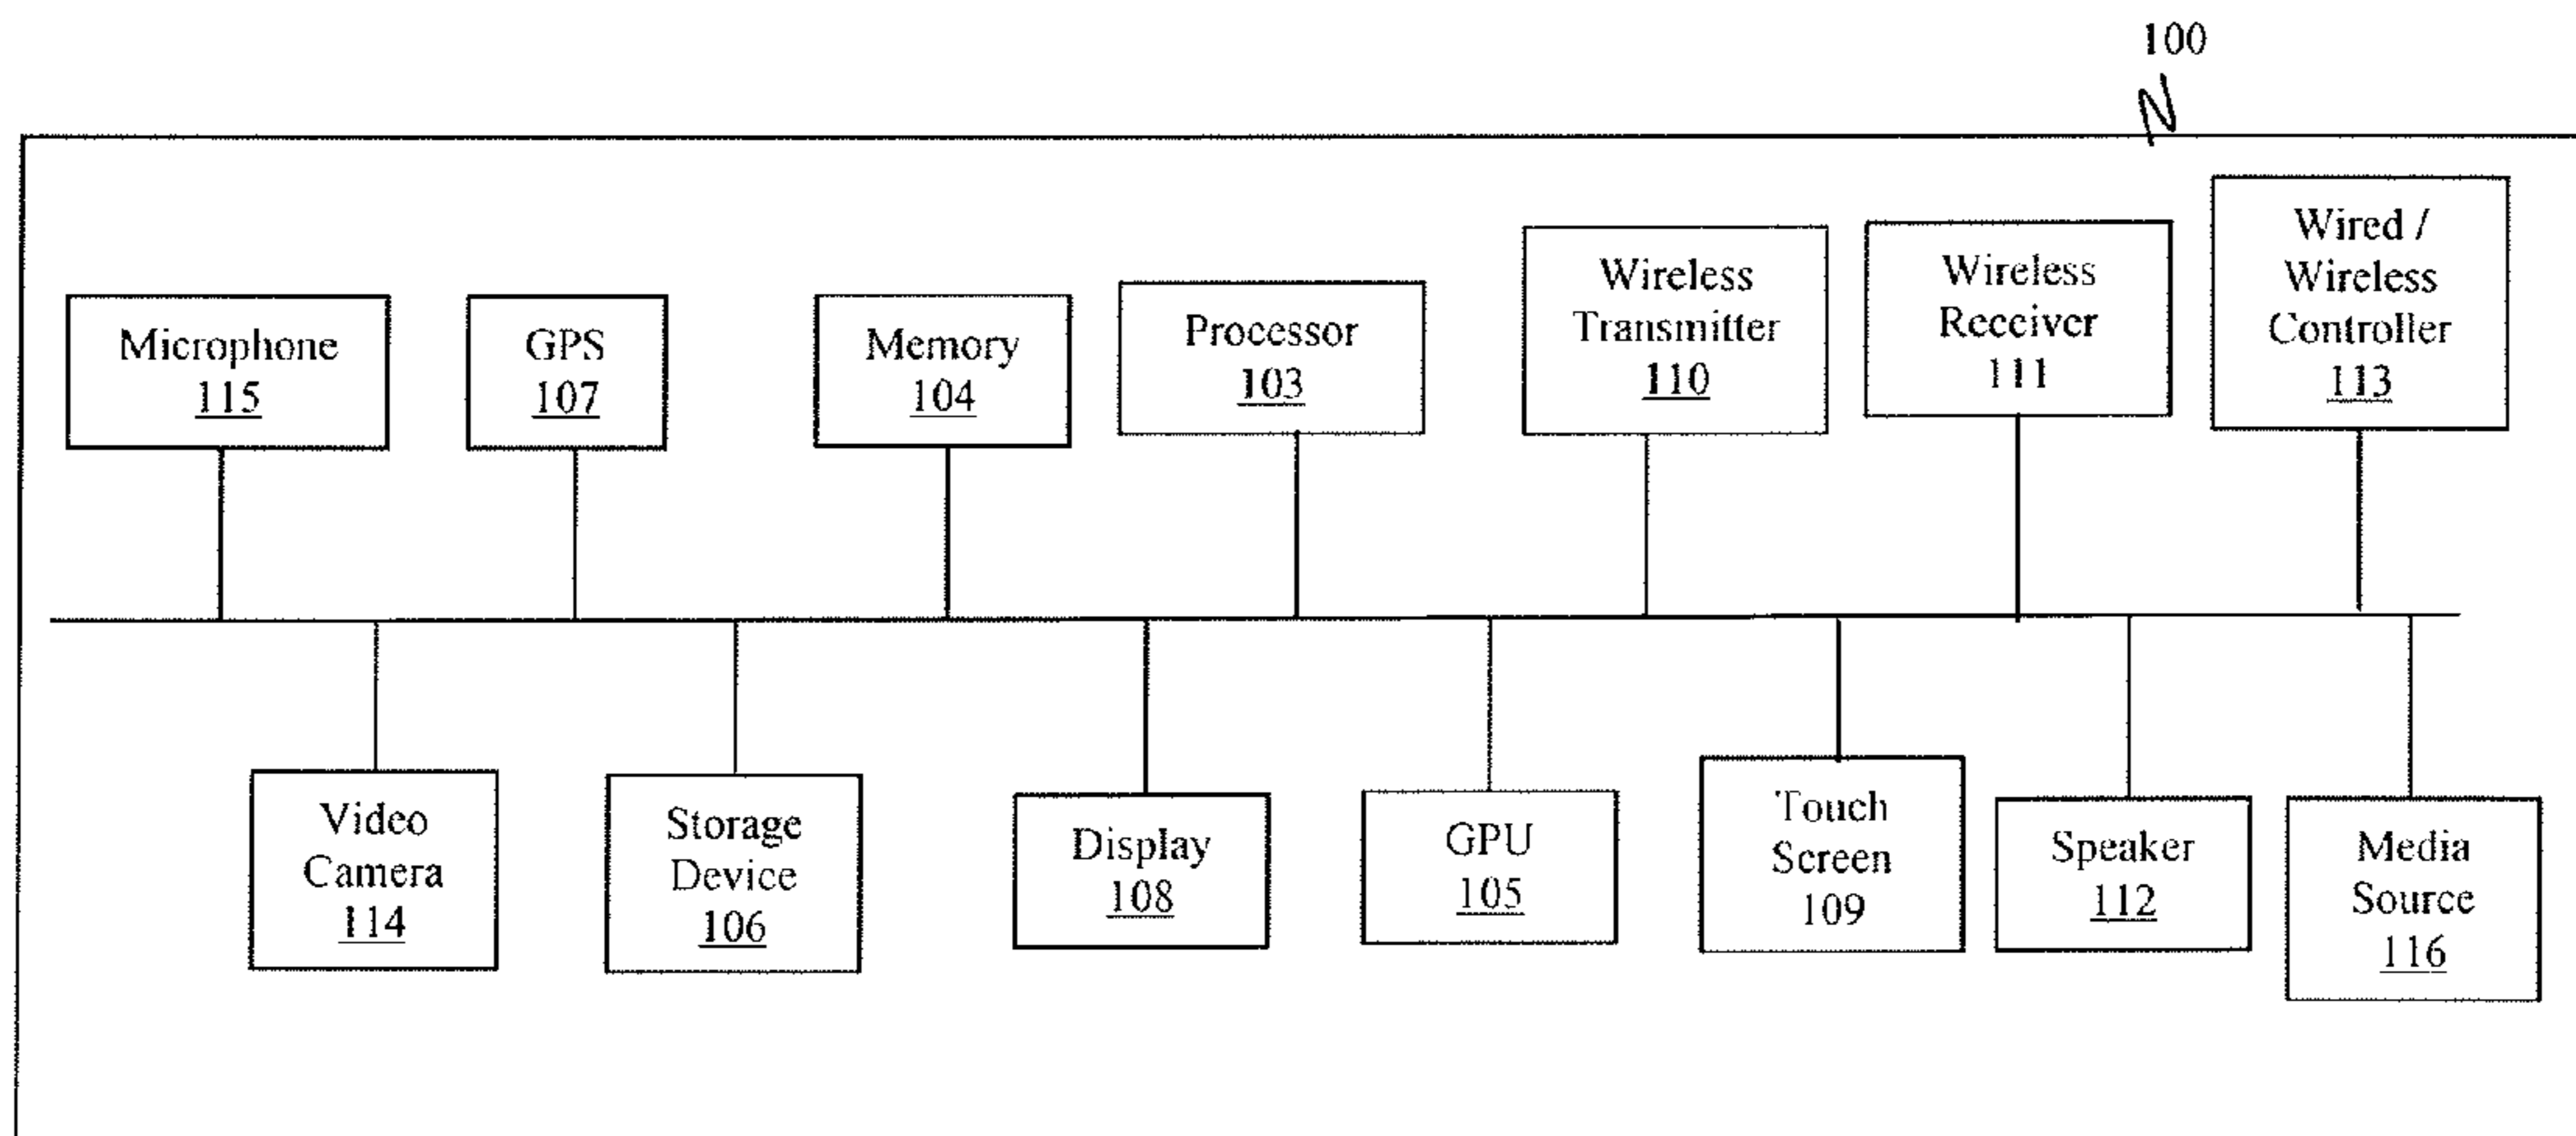 100
Microphone
115
GPS
107
Memory
104
Processor
103
Wireless
Transmitter
110
Wireless
Receiver
111
Wired /
Wireless
Controller
113
Video
Camera
114
Storage
Device
106
Display
108
GPU
105
Touch
Screen
109
Speaker
112
Media
Source
116